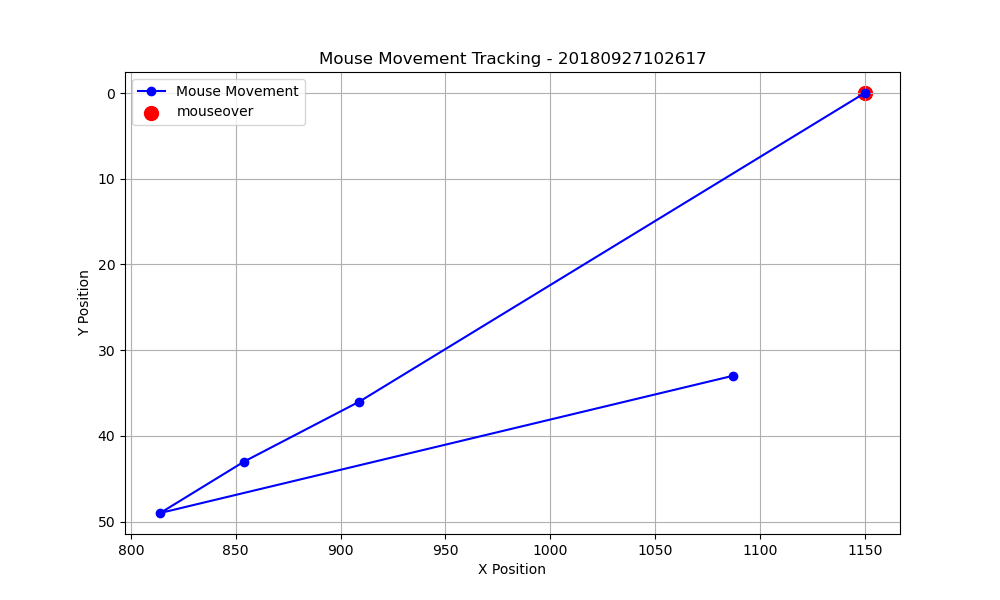 Mouse Movement Tracking - 20180927102617
Mouse Movement
mouseover
0
10
20
30
40
50
Y Position
800 850 900 950 1000 1050 1100 1150
X Position